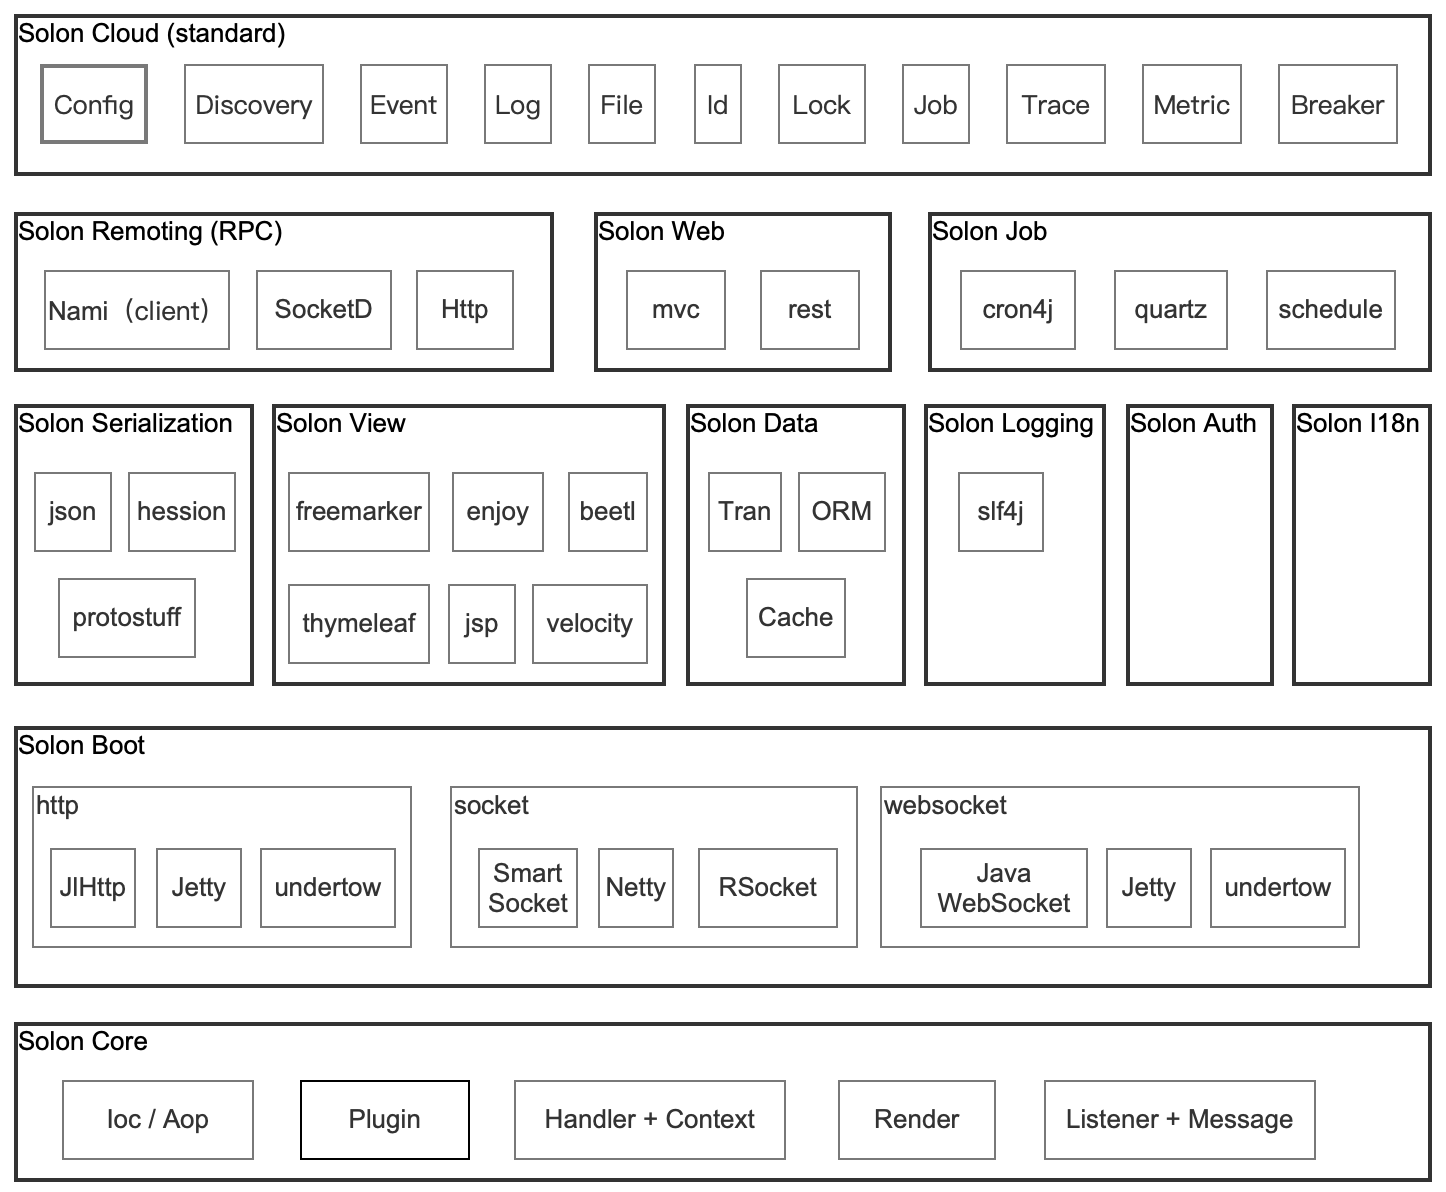 Solon Cloud (standard)
Config
Discovery
Event
Log
File
Id
Lock
Job
Trace
Metric
Breaker
Solon Remoting (RPC)
Nami（client）
SocketD
Http
Solon Web
mvc
rest
Solon Job
cron4j
quartz
schedule
Solon Serialization
json
hession
protostuff
Solon View
freemarker
enjoy
beetl
thymeleaf
jsp
velocity
Solon Data
Tran
ORM
Cache
Solon Logging
slf4j
Solon Auth
Solon I18n
Solon Boot
http
JlHttp
Jetty
undertow
socket
Smart
Socket
Netty
RSocket
websocket
Java
WebSocket
Jetty
undertow
Solon Core
Ioc / Aop
Plugin
Handler + Context
Render
Listener + Message